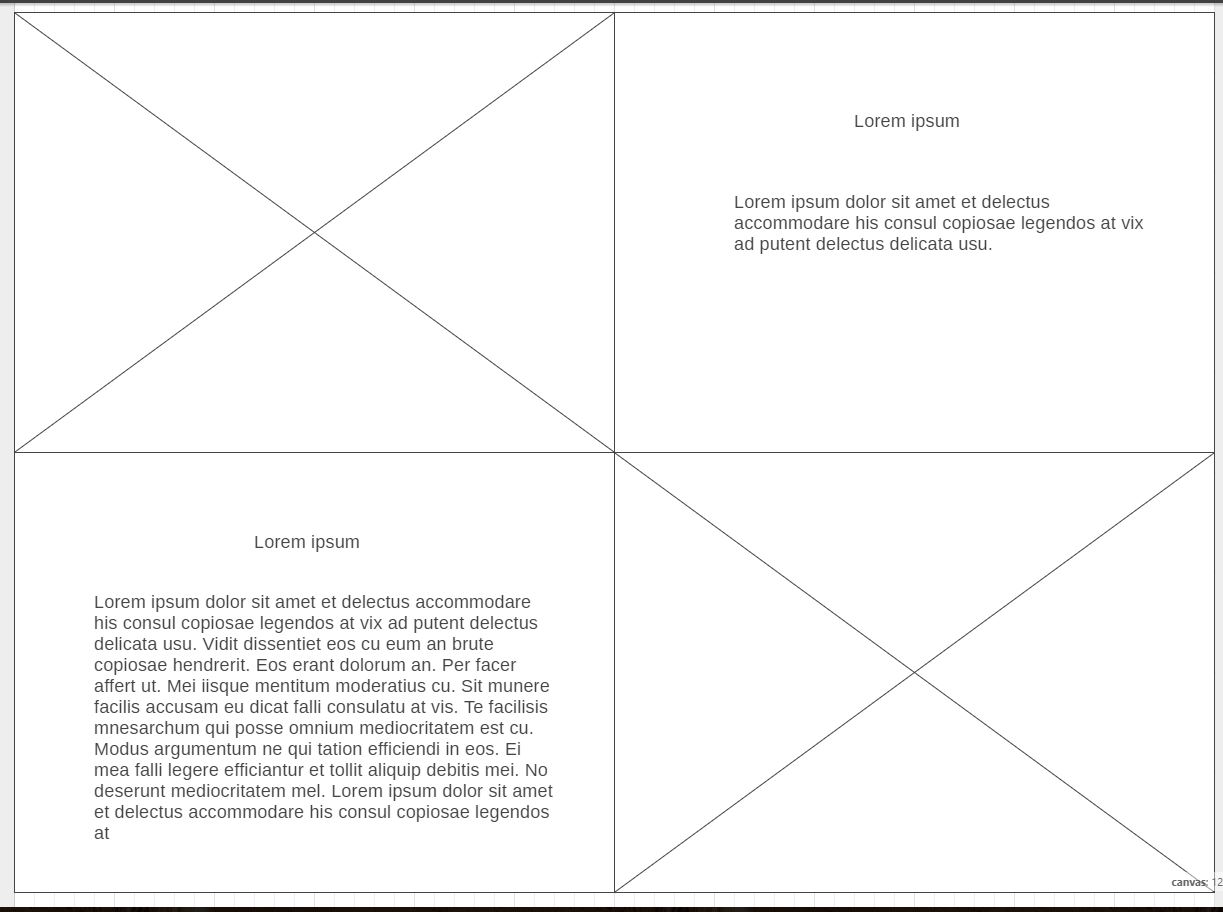 Lorem ipsum
Lorem ipsum dolor sit amet et delectus
accommodare his consul copiosae legendos at vix
ad putent delectus delicata usu.
Lorem ipsum
Lorem ipsum dolor sit amet et delectus accommodare
his consul copiosae legendos at vix ad putent delectus
delicata usu. Vidit dissentiet eos cu eum an brute
copiosae hendrerit. Eos erant dolorum an. Per facer
affert ut. Mei iisque mentitum moderatius cu. Sit munere
facilis accusam eu dicat falli consulatu at vis. Te facilisis
mnesarchum qui posse omnium mediocritatem est cu.
Modus argumentum ne qui tation efficiendi in eos. Ei
mea falli legere efficiantur et tollit aliquip debitis mei. No
deserunt mediocritatem mel. Lorem ipsum dolor sit amet
et delectus accommodare his consul copiosae legendos
at
canvas: 12